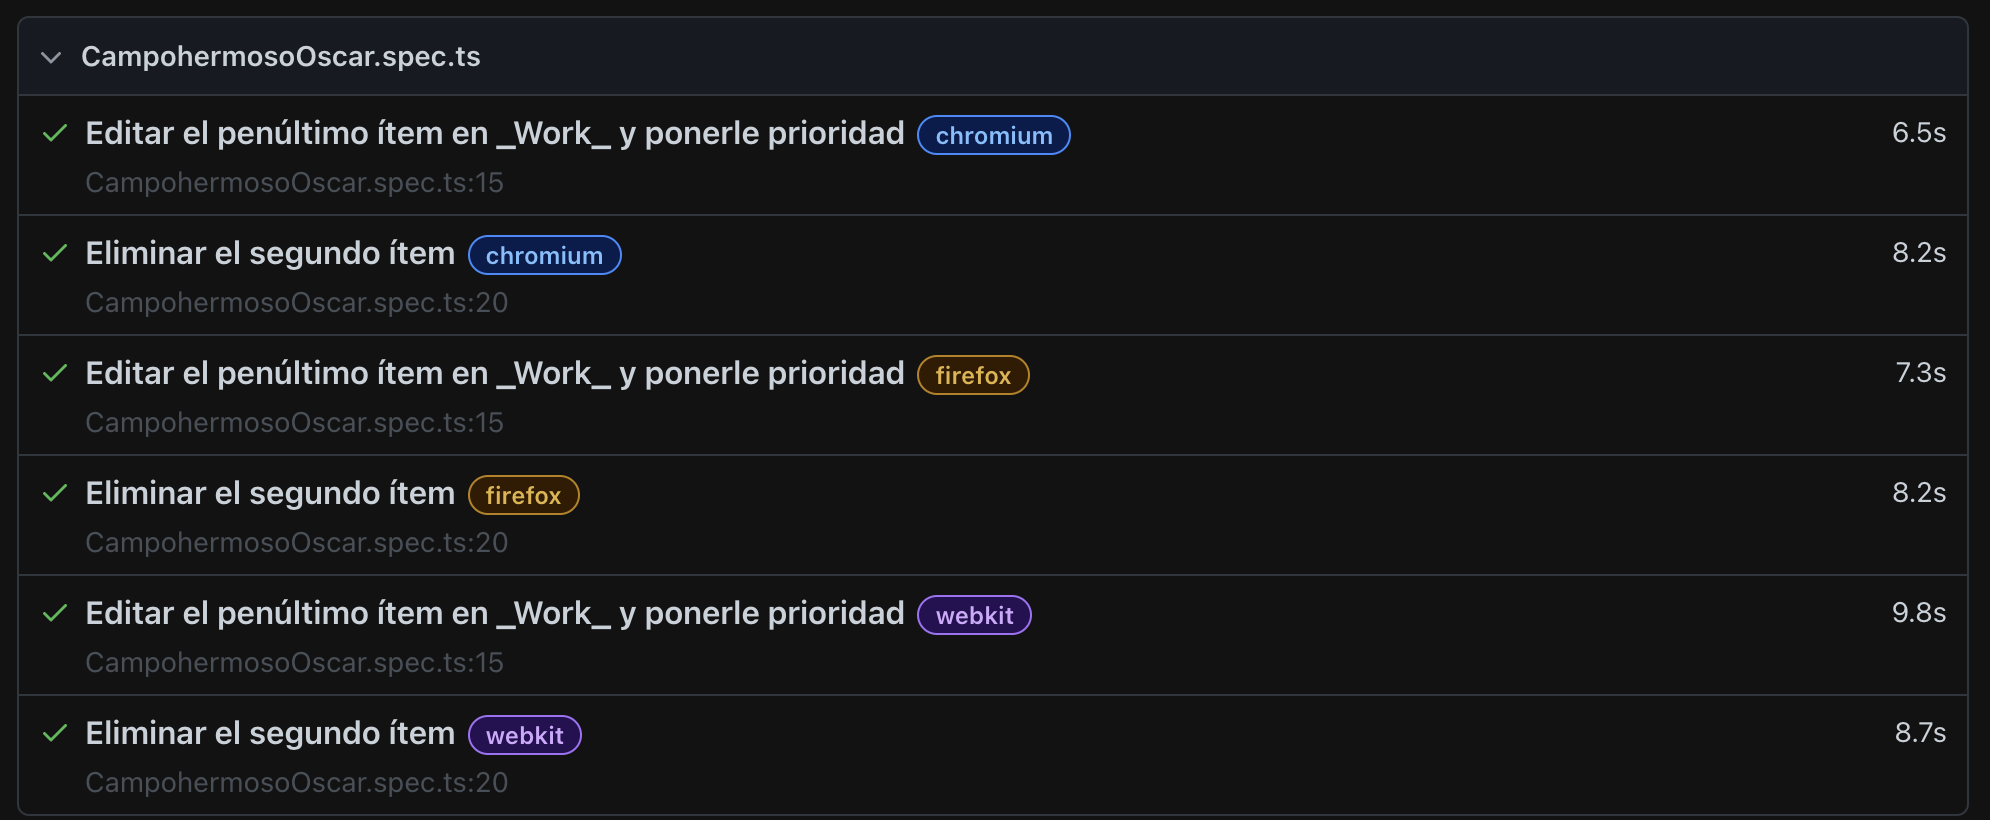 CampohermosoOscar.spec.ts
Editar el penúltimo ítem en _Work_ y ponerle prioridad chromium 6.5s
CampohermosoOscar.spec.ts:15
Eliminar el segundo ítem chromium 8.2s
CampohermosoOscar.spec.ts:20
Editar el penúltimo ítem en _Work_ y ponerle prioridad firefox 7.3s
CampohermosoOscar.spec.ts:15
Eliminar el segundo ítem firefox 8.2s
CampohermosoOscar.spec.ts:20
Editar el penúltimo ítem en _Work_ y ponerle prioridad webkit 9.8s
CampohermosoOscar.spec.ts:15
Eliminar el segundo ítem webkit 8.7s
CampohermosoOscar.spec.ts:20